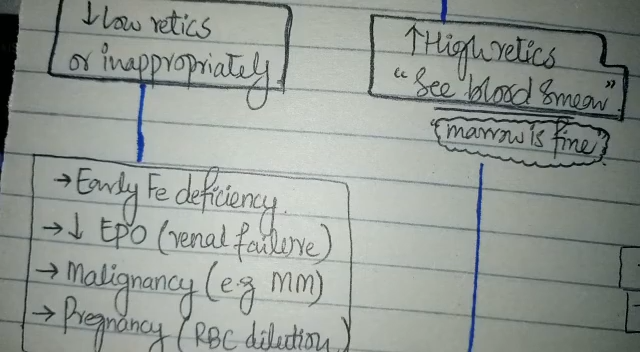 ↓ low retics
or inappropriately
↑ High retics
"see blood smear"
"marrow is fine"
→ Early Fe deficiency.
→ ↓ EPO (renal failure)
→ Malignancy (e.g MM)
→ Pregnancy (RBC dilution)